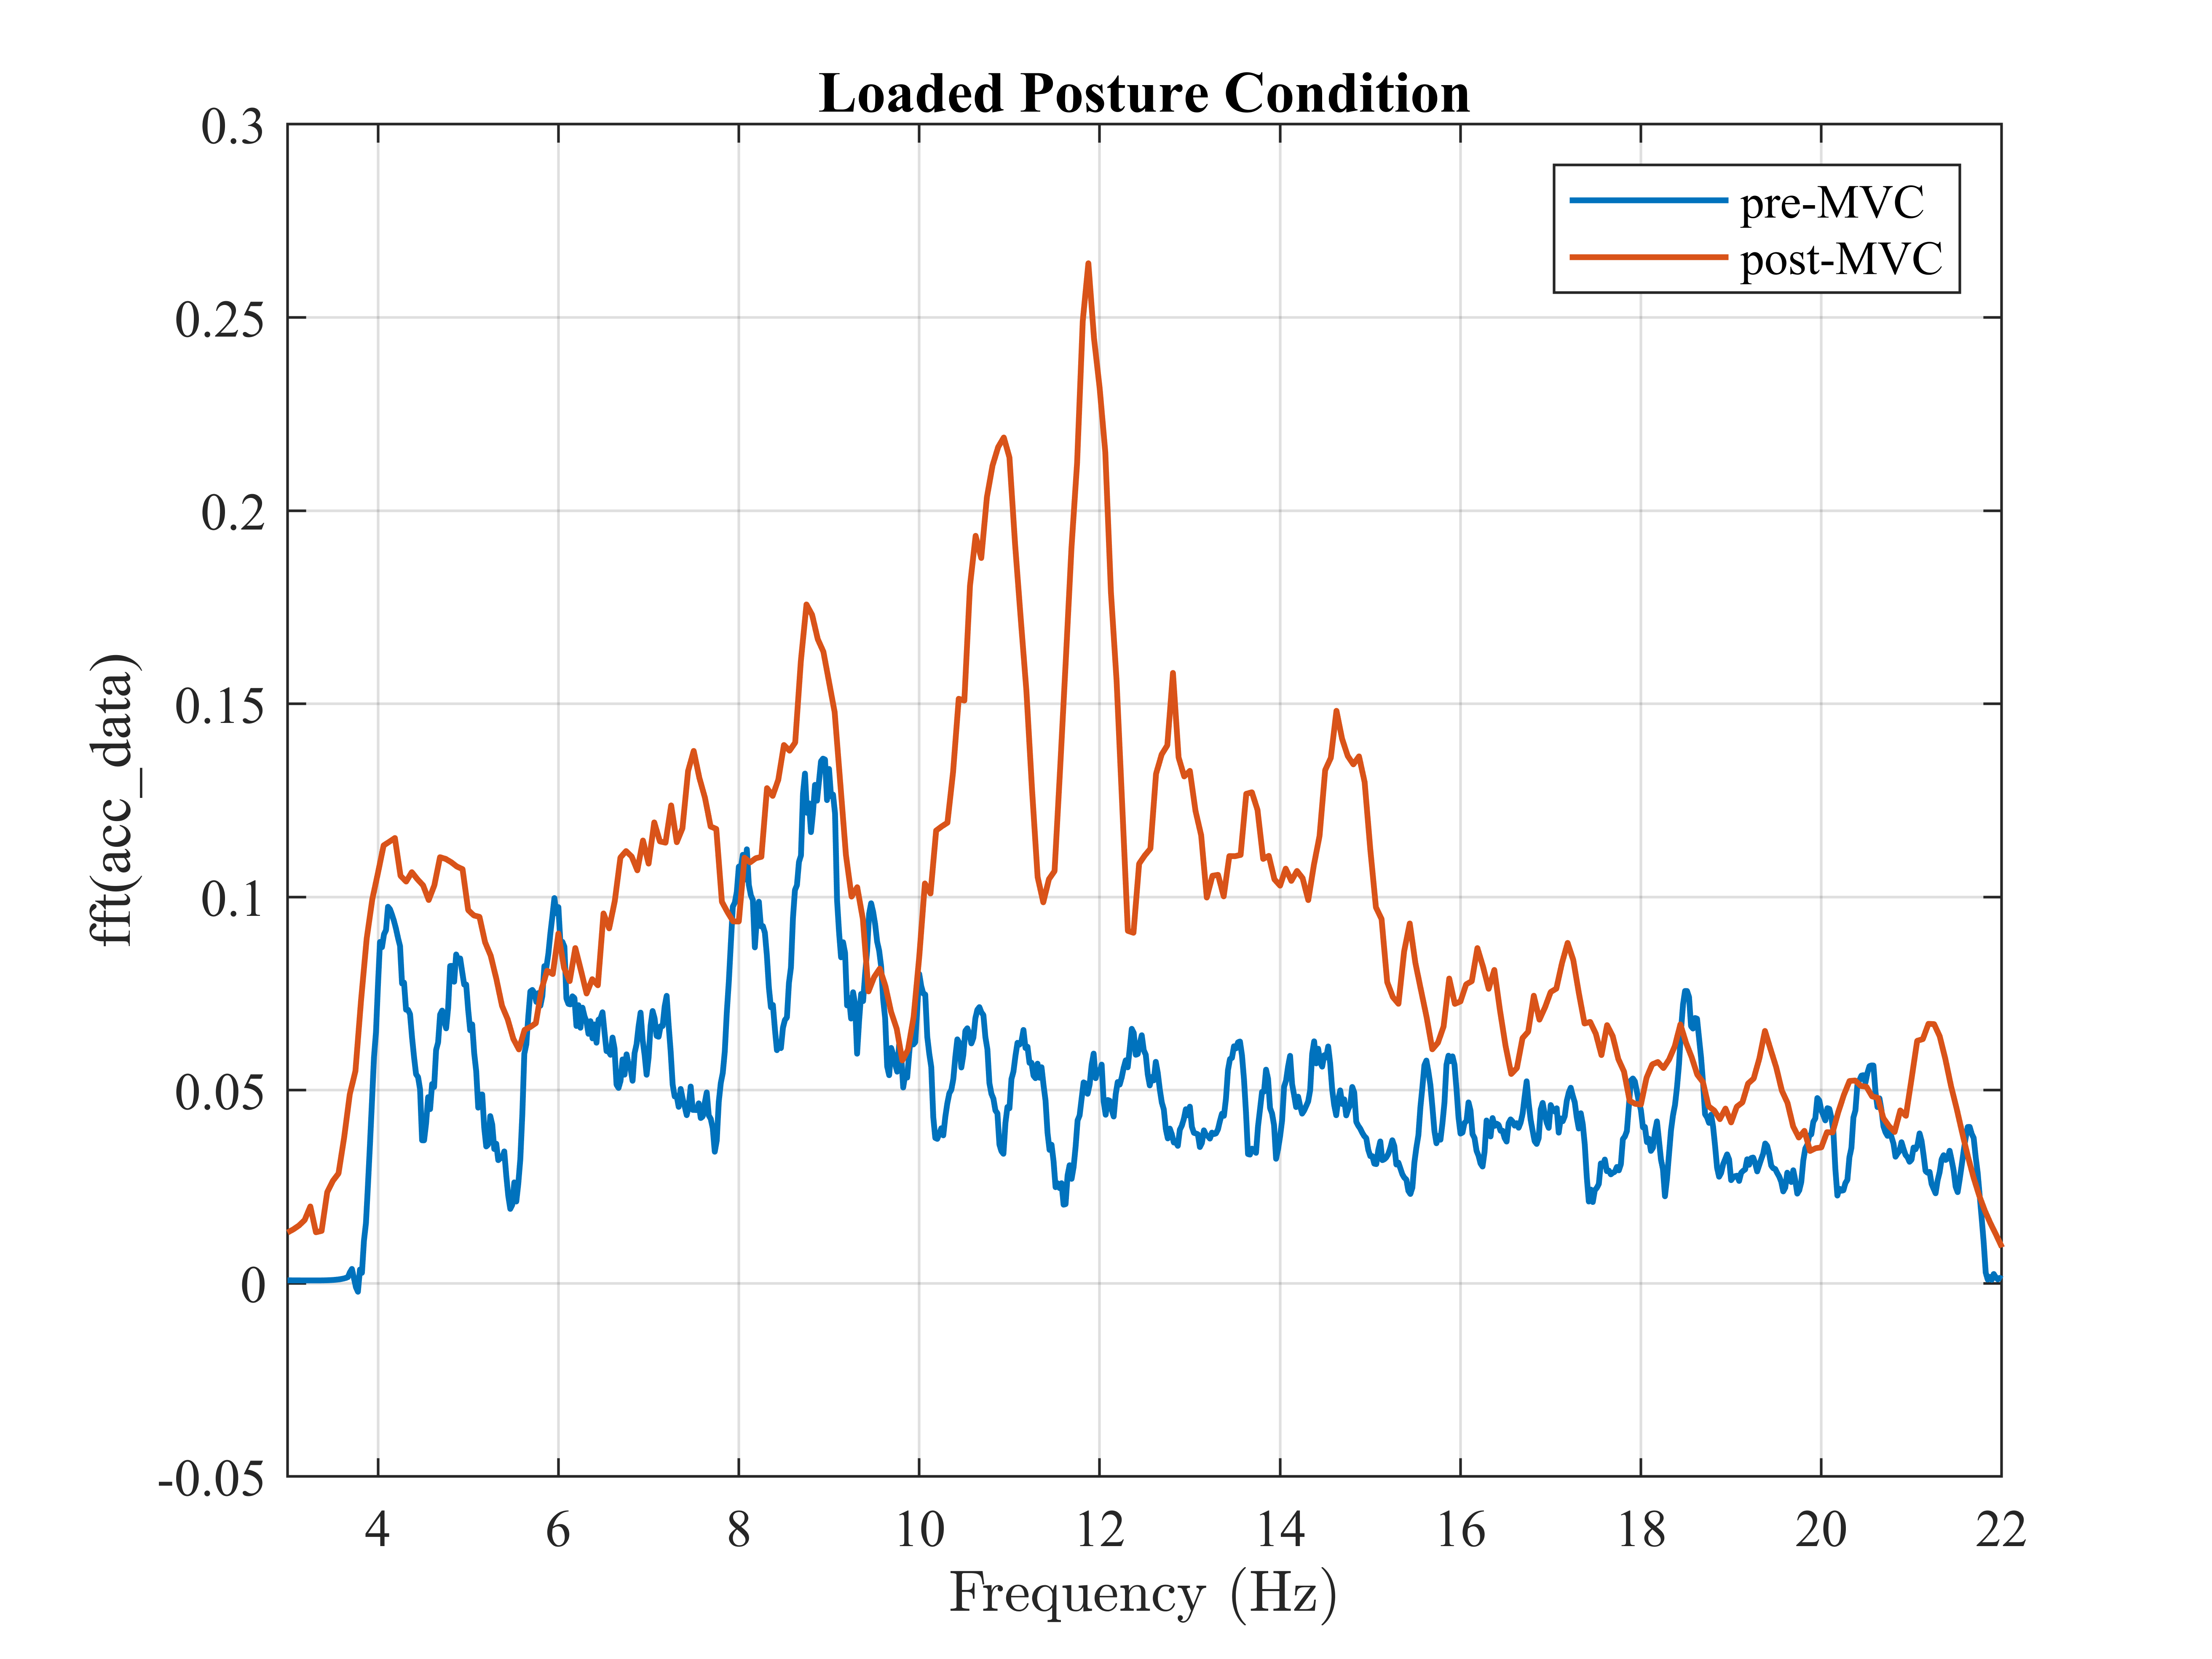 Loaded Posture Condition
pre-MVC
post-MVC
0.3
0.25
0.2
0.15
0.1
0.05
0
-0.05
fft(acc_data)
4 6 8 10 12 14 16 18 20 22
Frequency (Hz)